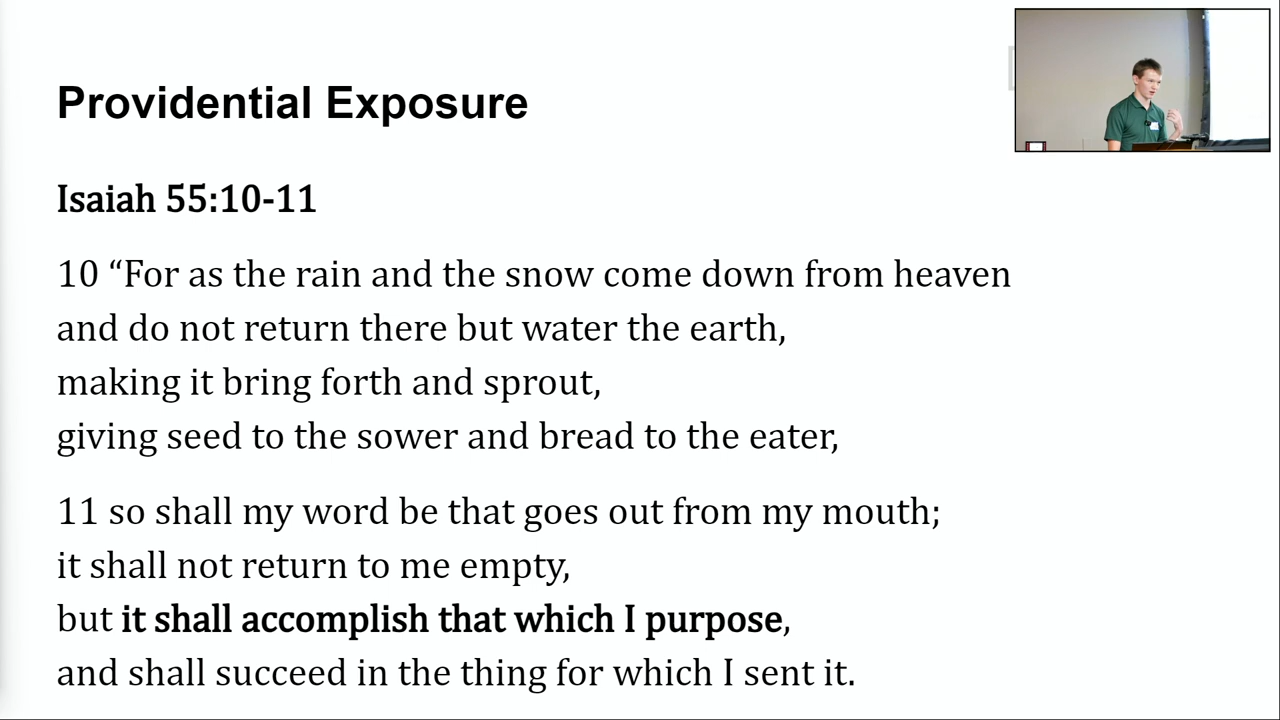 Providential Exposure
Isaiah 55:10-11
10 “For as the rain and the snow come down from heaven
and do not return there but water the earth,
making it bring forth and sprout,
giving seed to the sower and bread to the eater,
11 so shall my word be that goes out from my mouth;
it shall not return to me empty,
but it shall accomplish that which I purpose,
and shall succeed in the thing for which I sent it.